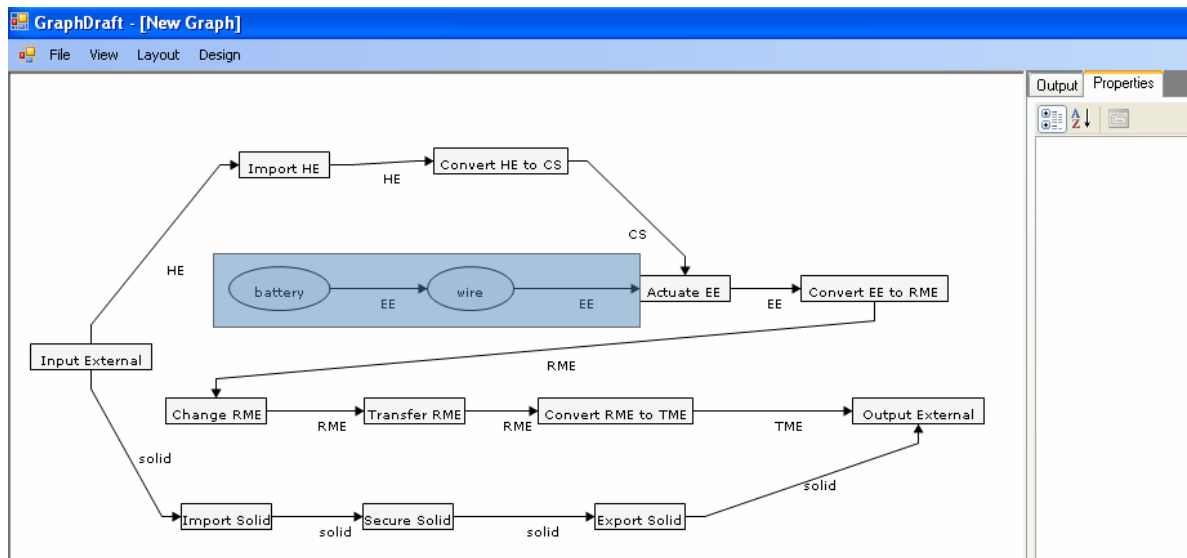 GraphDraft - [New Graph]
File View Layout Design
Output Properties
Import HE
HE
Convert HE to CS
CS
HE
battery
EE
wire
EE
Actuate EE
EE
Convert EE to RME
Input External
RME
Change RME
RME
Transfer RME
RME
Convert RME to TME
TME
Output External
solid
Import Solid
solid
Secure Solid
solid
Export Solid
solid